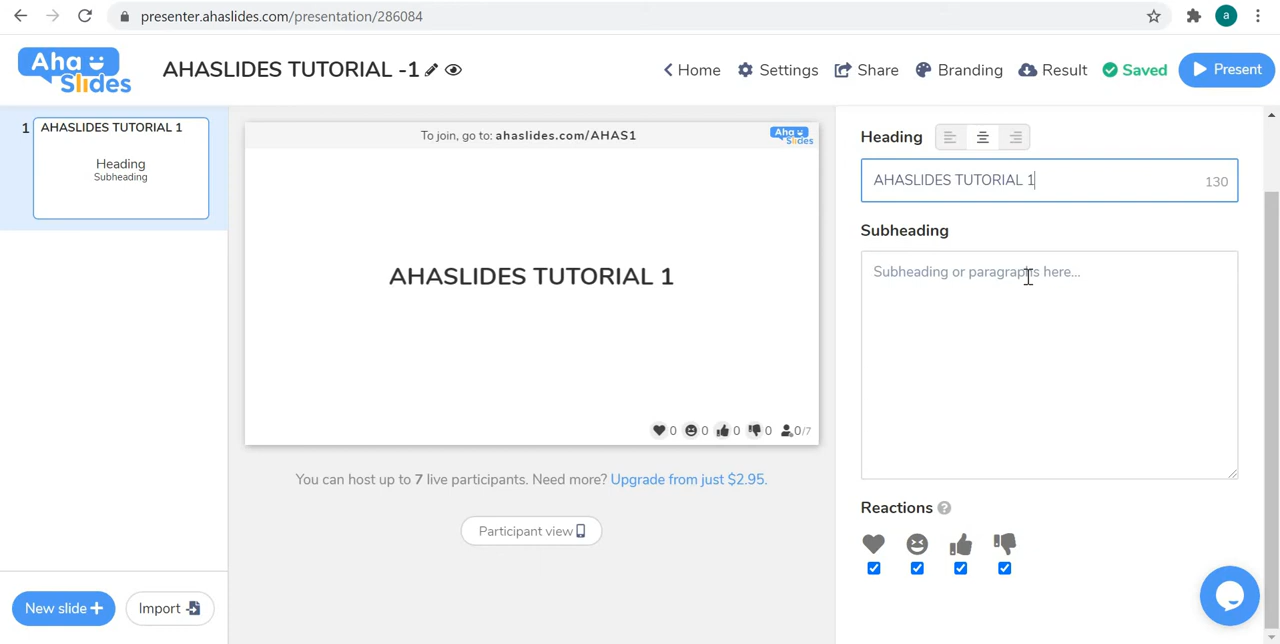 presenter.ahaslides.com/presentation/286084
a
Aha Slides
AHASLIDES TUTORIAL -1
Home
Settings
Share
Branding
Result
Saved
Present
1
AHASLIDES TUTORIAL 1
Heading
Subheading
To join, go to: ahaslides.com/AHAS1
Aha Slides
AHASLIDES TUTORIAL 1
0 0 0 0 0/7
You can host up to 7 live participants. Need more? Upgrade from just $2.95.
Participant view
Heading
AHASLIDES TUTORIAL 1
130
Subheading
Subheading or paragraphs here...
Reactions ?
New slide +
Import